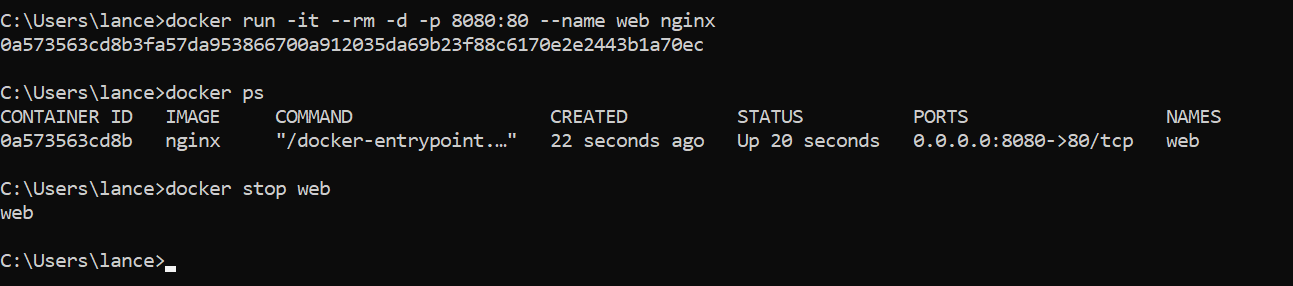 C:\Users\lance>docker run -it --rm -d -p 8080:80 --name web nginx
0a573563cd8b3fa57da953866700a912035da69b23f88c6170e2e2443b1a70ec
C:\Users\lance>docker ps
CONTAINER ID   IMAGE     COMMAND                  CREATED          STATUS          PORTS                  NAMES
0a573563cd8b   nginx     "/docker-entrypoint.…"   22 seconds ago   Up 20 seconds   0.0.0.0:8080->80/tcp   web
C:\Users\lance>docker stop web
web
C:\Users\lance>